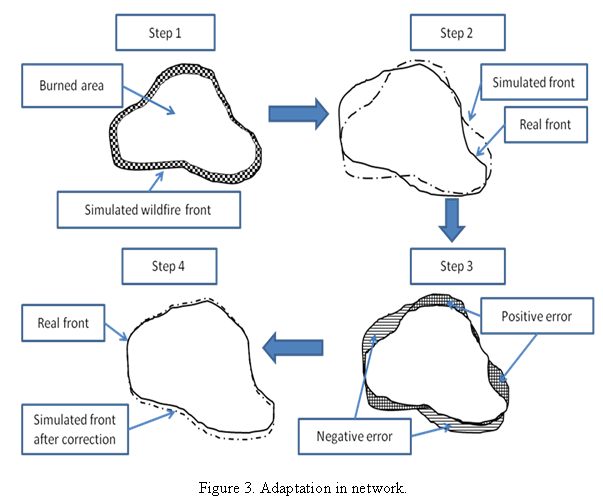 Step 1
Burned area
Simulated wildfire front
Step 2
Simulated front
Real front
Step 3
Positive error
Negative error
Step 4
Real front
Simulated front
after correction
Figure 3. Adaptation in network.